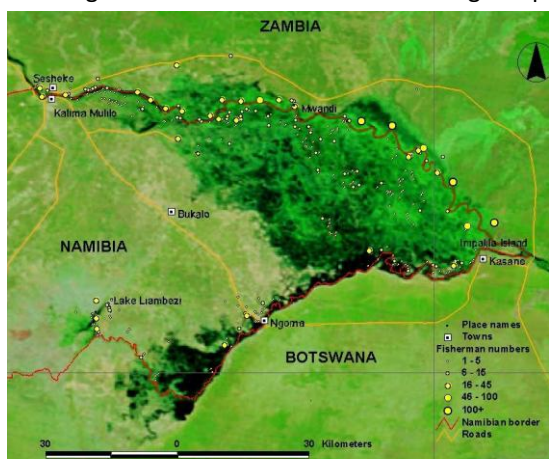 ZAMBIA
Sesheke
Katima Mulilo
Mwandi
Bukalo
NAMIBIA
Impalila Island
Kasane
Lake Liambezi
Ngoma
BOTSWANA
Place names
Towns
Fisherman numbers
1 - 5
6 - 15
16 - 45
46 - 100
100+
Namibian border
Roads
30 0 30 Kilometers